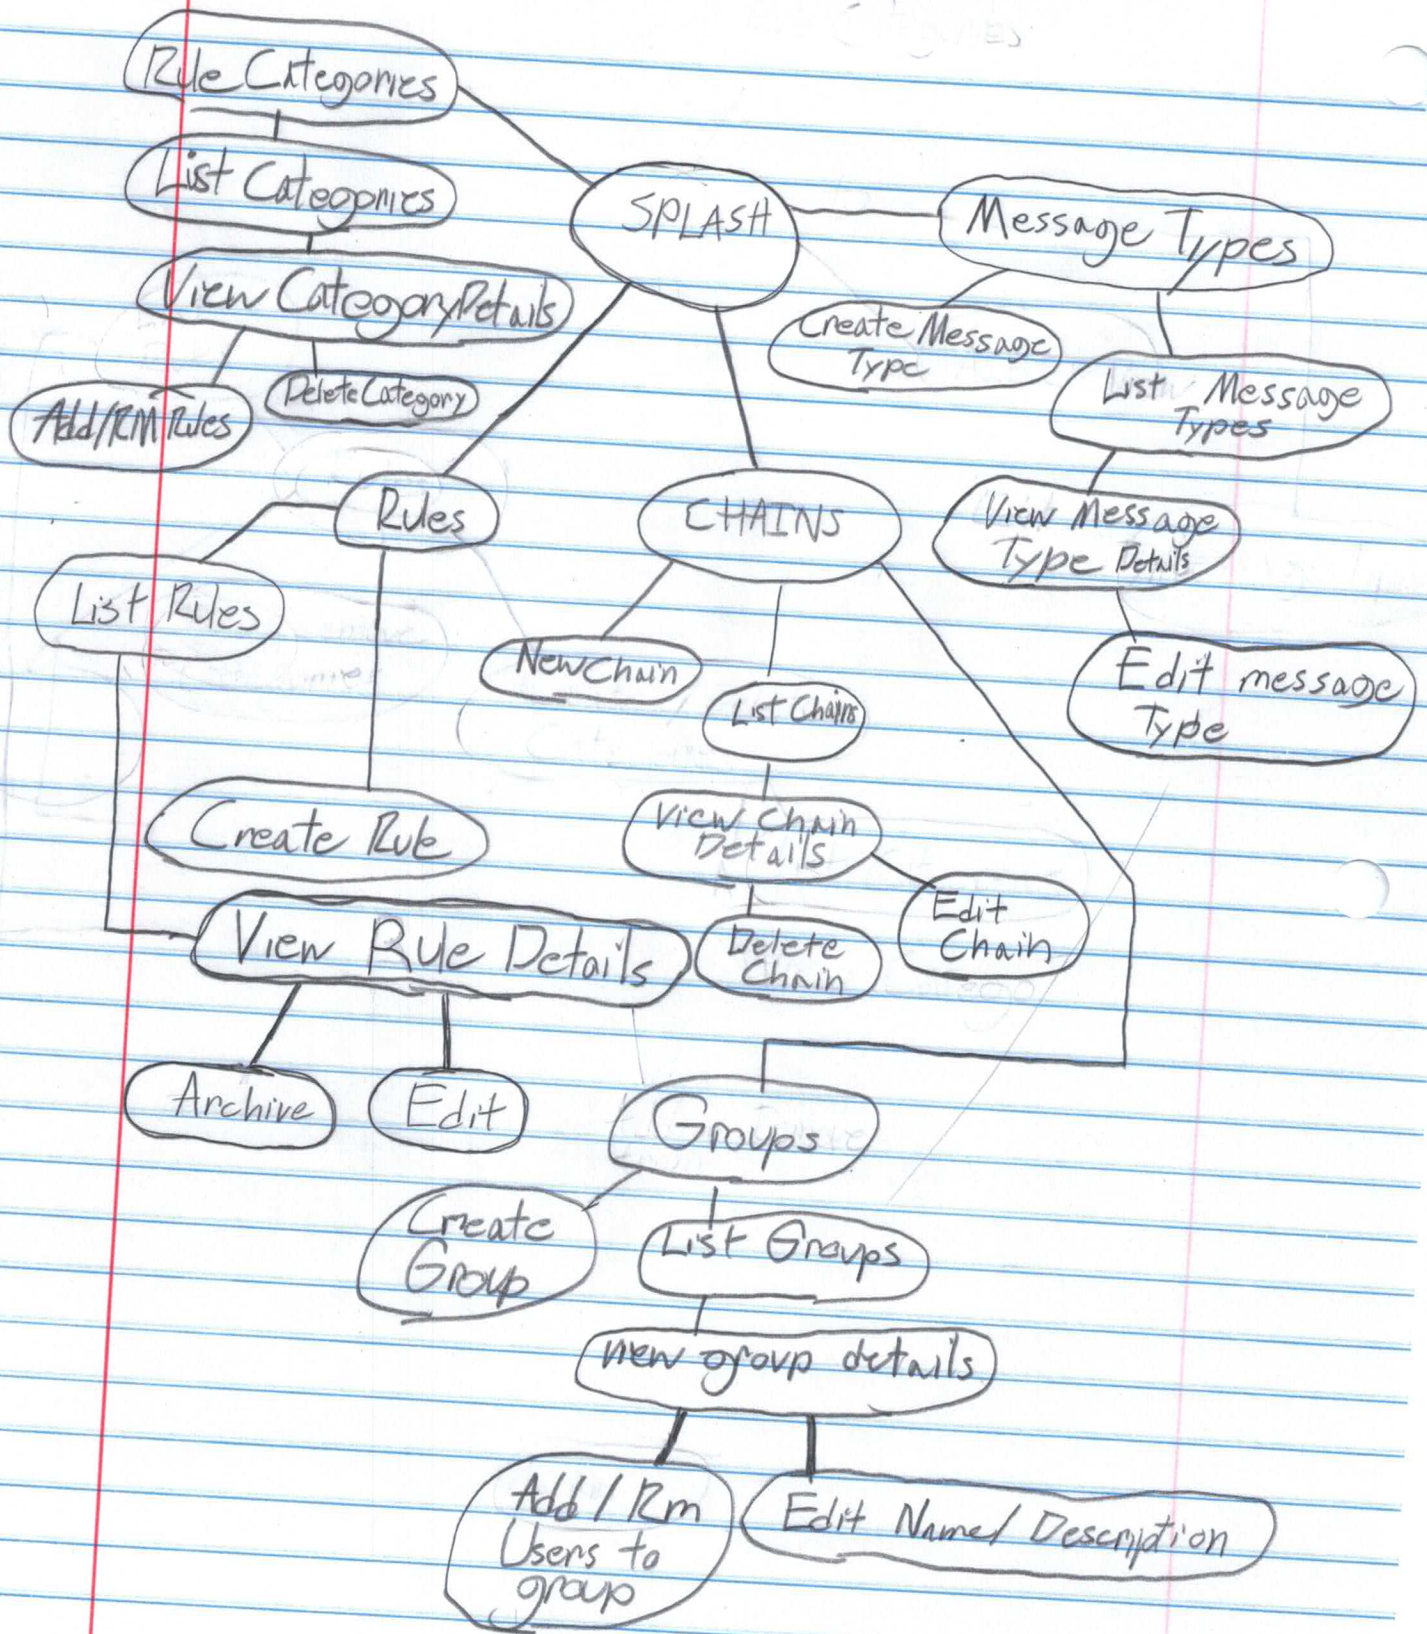 Rule Categories
List Categories
View Category Details
Add/RM Rules
Delete Category
SPLASH
Message Types
Create Message
Type
List Message
Types
View Message
Type Details
Edit message
Type
Rules
List Rules
Create Rule
View Rule Details
Archive
Edit
CHAINS
New Chain
List Chains
View Chain
Details
Delete
Chain
Edit
Chain
Groups
Create
Group
List Groups
view group details
Add / Rm
Users to
group
Edit Name/ Description